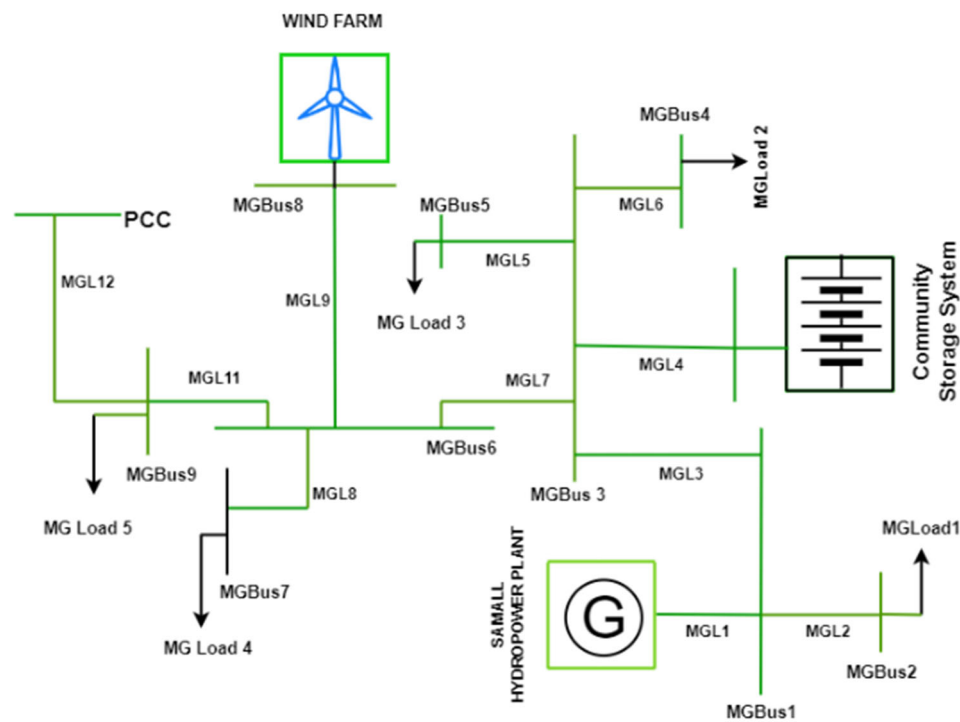 WIND FARM
MGBus4
MGLoad 2
MGL6
MGBus8
MGBus5
PCC
MGL5
MGL12
MGL9
MG Load 3
Community
Storage System
MGL4
MGL7
MGL11
MGBus6
MGBus9
MGL3
MGL8
MGBus 3
MG Load 5
MGLoad1
MGBus7
SAMALL
HYDROPOWER PLANT
G
MGL1
MGL2
MG Load 4
MGBus2
MGBus1